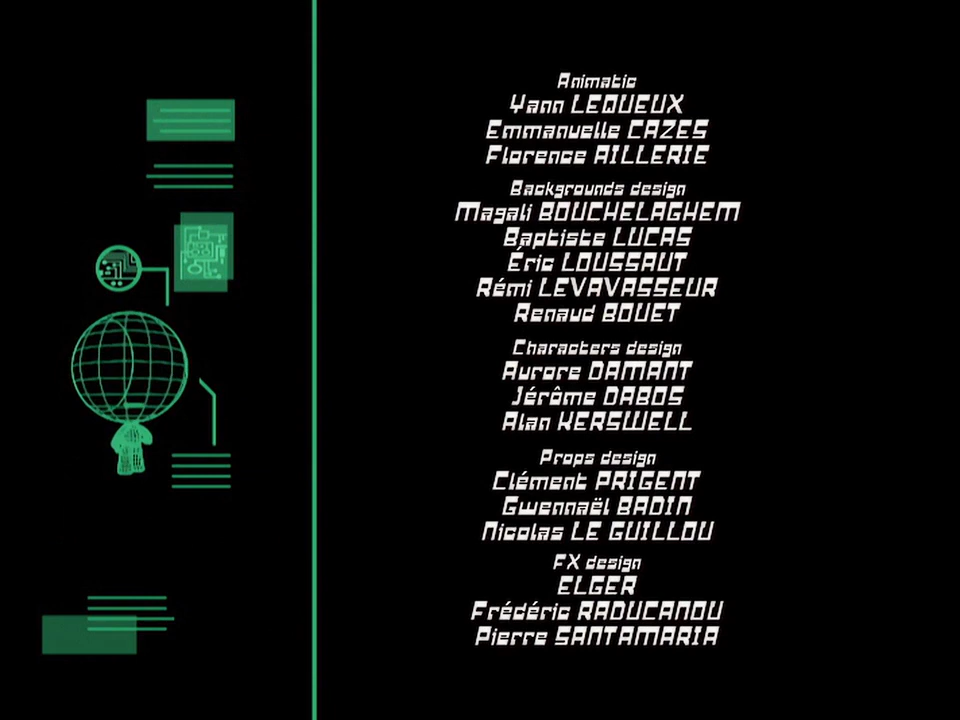 Animatic
Yann LEQUEUX
Emmanuelle CAZES
Florence AILLERIE
Backgrounds design
Magali BOUCHELAGHEM
Baptiste LUCAS
Éric LOUSSAUT
Rémi LEVAVASSEUR
Renaud BOUET
Characters design
Aurore DAMANT
Jérôme DABOS
Alan KERSWELL
Props design
Clément PRIGENT
Gwennaël BADIN
Nicolas LE GUILLOU
FX design
ELGER
Frédéric RADUCANOU
Pierre SANTAMARIA